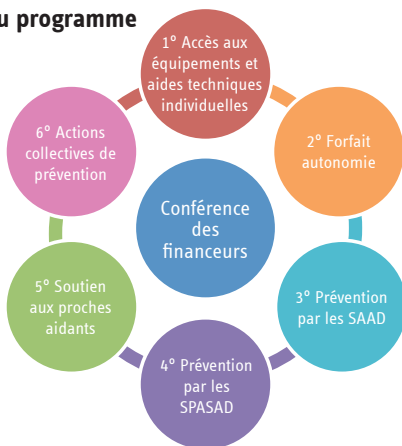 u programme
1° Accès aux
équipements et
aides techniques
individuelles
2° Forfait
autonomie
3° Prévention
par les SAAD
4° Prévention
par les
SPASAD
5° Soutien
aux proches
aidants
6° Actions
collectives de
prévention
Conférence
des
financeurs